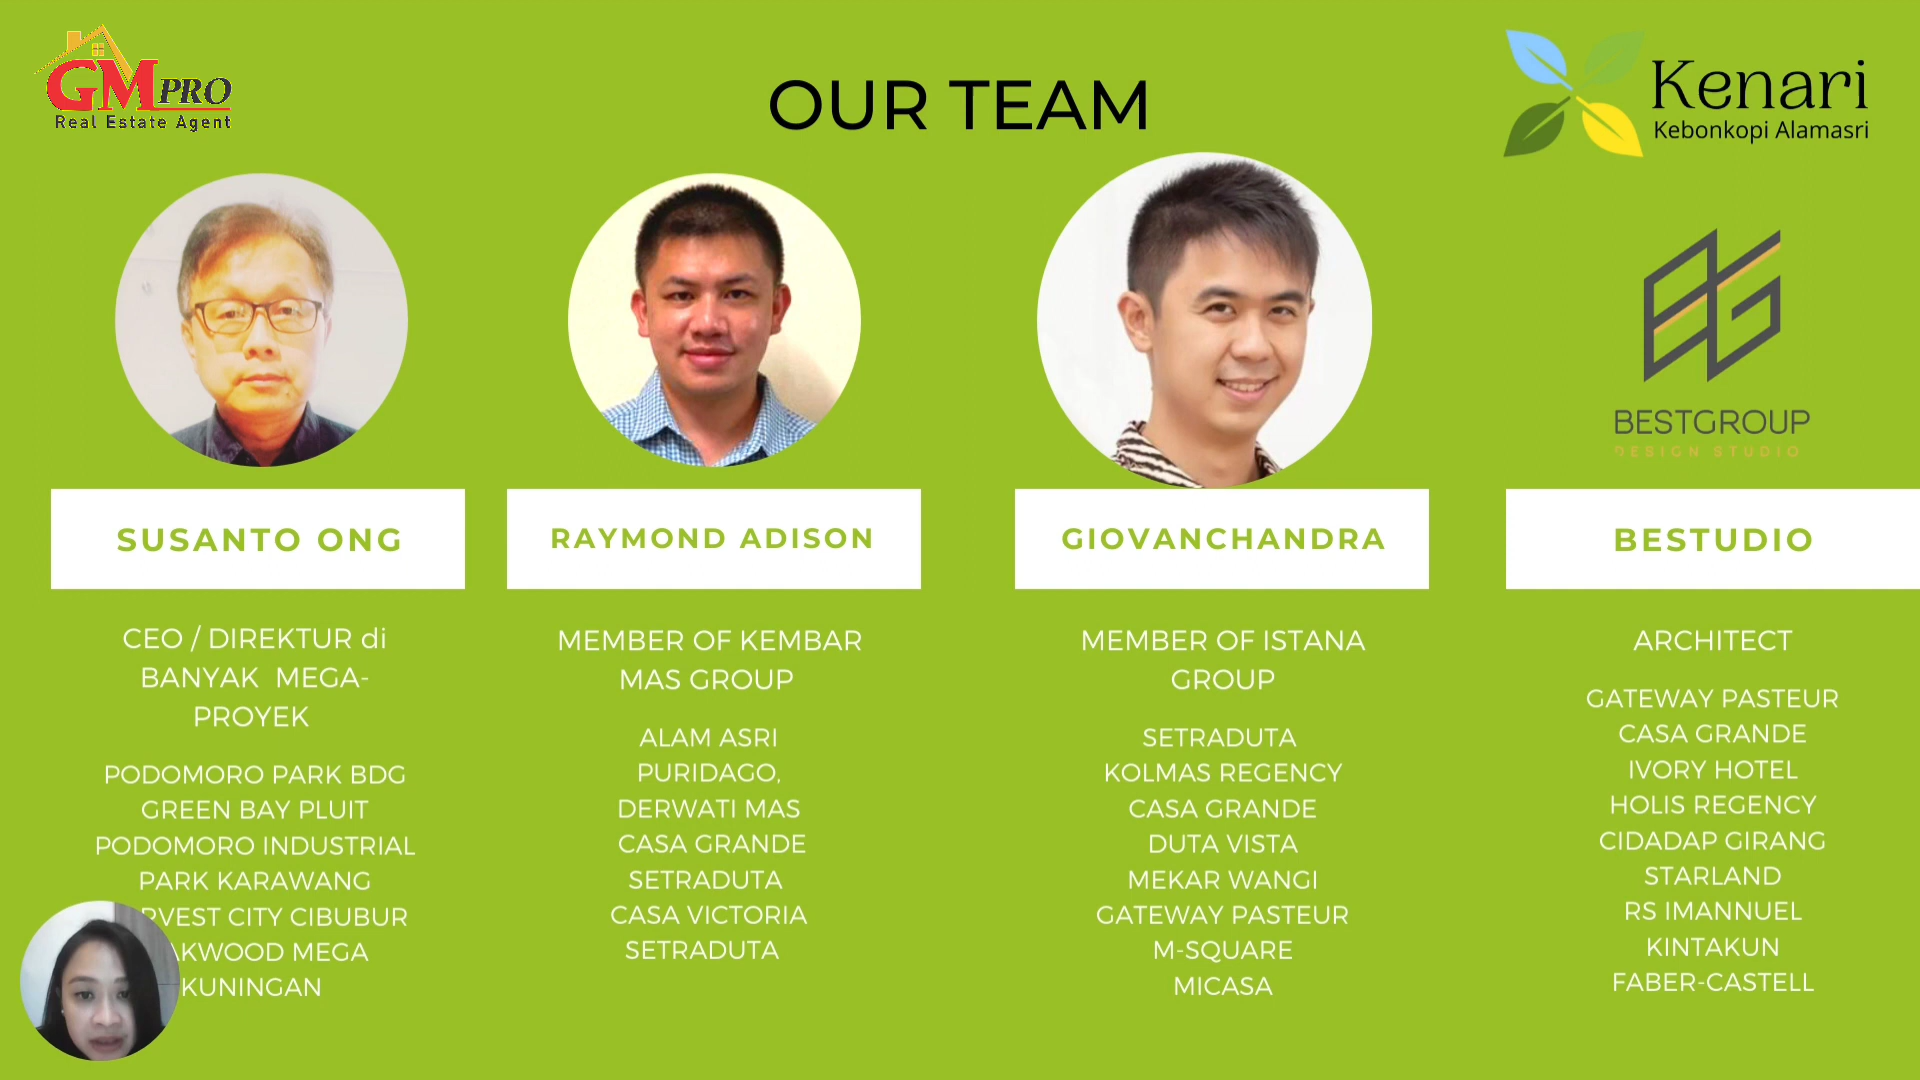 GMPRO
Real Estate Agent
OUR TEAM
Kenari
Kebonkopi Alamasri
BESTGROUP
DESIGN STUDIO
SUSANTO ONG
CEO / DIREKTUR di
BANYAK MEGA-
PROYEK
PODOMORO PARK BDG
GREEN BAY PLUIT
PODOMORO INDUSTRIAL
PARK KARAWANG
CITY CIBUBUR
MEGA
KUNINGAN
RAYMOND ADISON
MEMBER OF KEMBAR
MAS GROUP
ALAM ASRI
PURIDAGO,
DERWATI MAS
CASA GRANDE
SETRADUTA
CASA VICTORIA
SETRADUTA
GIOVANCHANDRA
MEMBER OF ISTANA
GROUP
SETRADUTA
KOLMAS REGENCY
CASA GRANDE
DUTA VISTA
MEKAR WANGI
GATEWAY PASTEUR
M-SQUARE
MICASA
BESTUDIO
ARCHITECT
GATEWAY PASTEUR
CASA GRANDE
IVORY HOTEL
HOLIS REGENCY
CIDADAP GIRANG
STARLAND
RS IMANNUEL
KINTAKUN
FABER-CASTELL